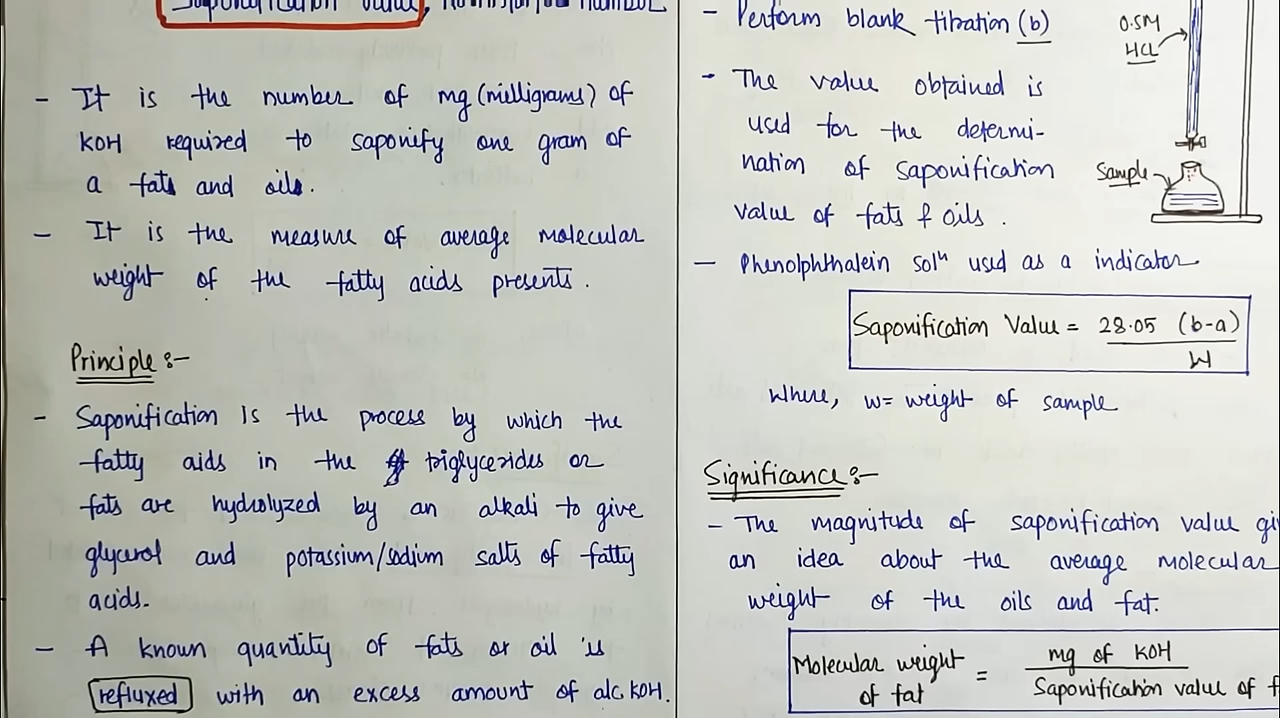 Saponification Value,
- It is the number of mg (milligrams) of
KOH required to saponify one gram of
a fats and oils.
- It is the measure of average molecular
weight of the fatty acids presents.
Principle :-
- Saponification is the process by which the
fatty aids in the triglycerides or
fats are hydrolyzed by an alkali to give
glycerol and potassium/sodium salts of fatty
acids.
- A known quantity of fats or oil is
refluxed with an excess amount of alc. KOH.
- Perform blank titration (b)
- The value obtained is
used for the determi-
nation of saponification
value of fats & oils.
0.5M
HCL
Sample
- Phenolphthalein solⁿ used as a indicator
Saponification Value = 28.05 (b-a)
W
Where, w= weight of sample
Significance :-
- The magnitude of saponification value gi
an idea about the average molecular
weight of the oils and fat.
Molecular weight
of fat
=
mg of KOH
Saponification value of f